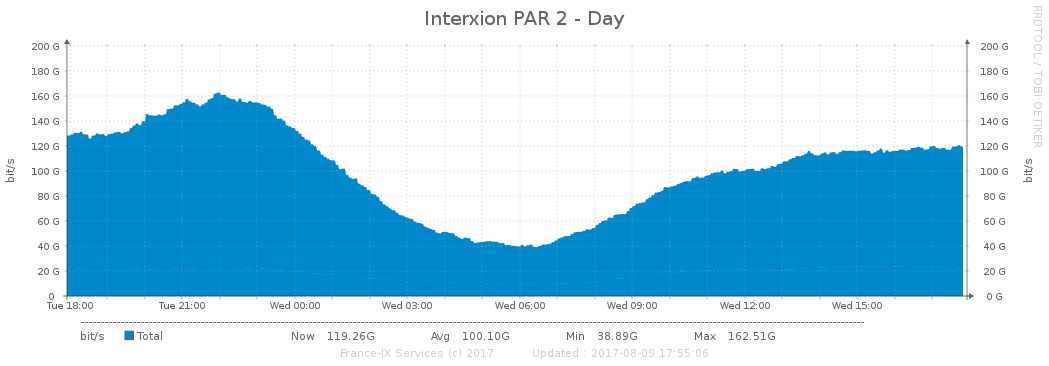 Interxion PAR 2 - Day
RRDTOOL / TOBI OETIKER
bit/s
200 G
180 G
160 G
140 G
120 G
100 G
80 G
60 G
40 G
20 G
0
200 G
180 G
160 G
140 G
120 G
100 G
80 G
60 G
40 G
20 G
0 G
bit/s
Tue 18:00 Tue 21:00 Wed 00:00 Wed 03:00 Wed 06:00 Wed 09:00 Wed 12:00 Wed 15:00
bit/s Total Now 119.26G Avg 100.10G Min 38.89G Max 162.51G
France-IX Services (c) 2017 Updated : 2017-08-09 17:55:06